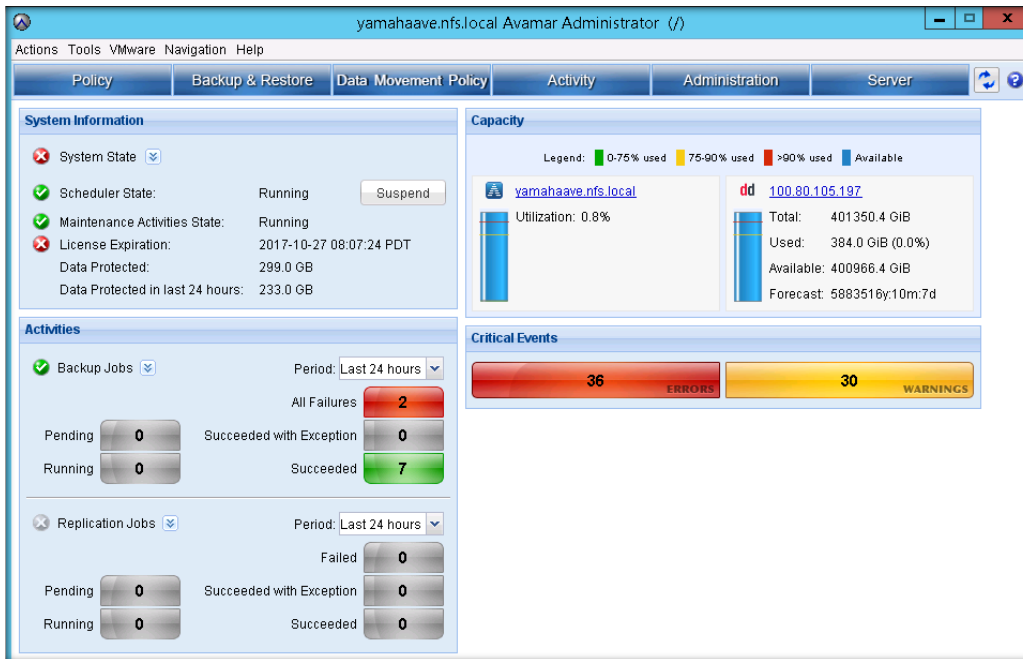 yamahaave.nfs.local Avamar Administrator (/)
Actions Tools VMware Navigation Help
Policy Backup & Restore Data Movement Policy Activity Administration Server
System Information
System State
Scheduler State: Running Suspend
Maintenance Activities State: Running
License Expiration: 2017-10-27 08:07:24 PDT
Data Protected: 299.0 GB
Data Protected in last 24 hours: 233.0 GB
Capacity
Legend: 0-75% used 75-90% used >90% used Available
yamahaave.nfs.local
Utilization: 0.8%
dd 100.80.105.197
Total: 401350.4 GiB
Used: 384.0 GiB (0.0%)
Available: 400966.4 GiB
Forecast: 5883516y:10m:7d
Activities
Backup Jobs Period: Last 24 hours
All Failures 2
Pending 0 Succeeded with Exception 0
Running 0 Succeeded 7
Replication Jobs Period: Last 24 hours
Failed 0
Pending 0 Succeeded with Exception 0
Running 0 Succeeded 0
Critical Events
36 ERRORS 30 WARNINGS